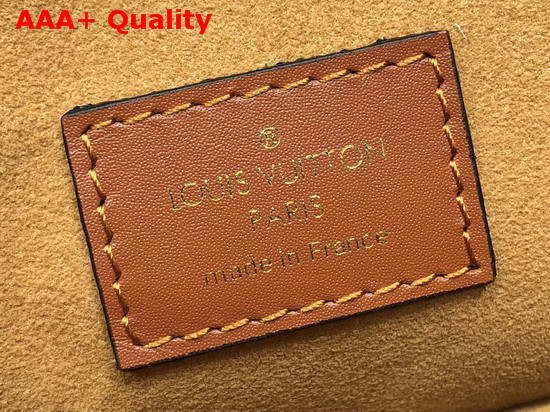 AAA+ Quality
LOUIS VUITTON
PARIS
made in France